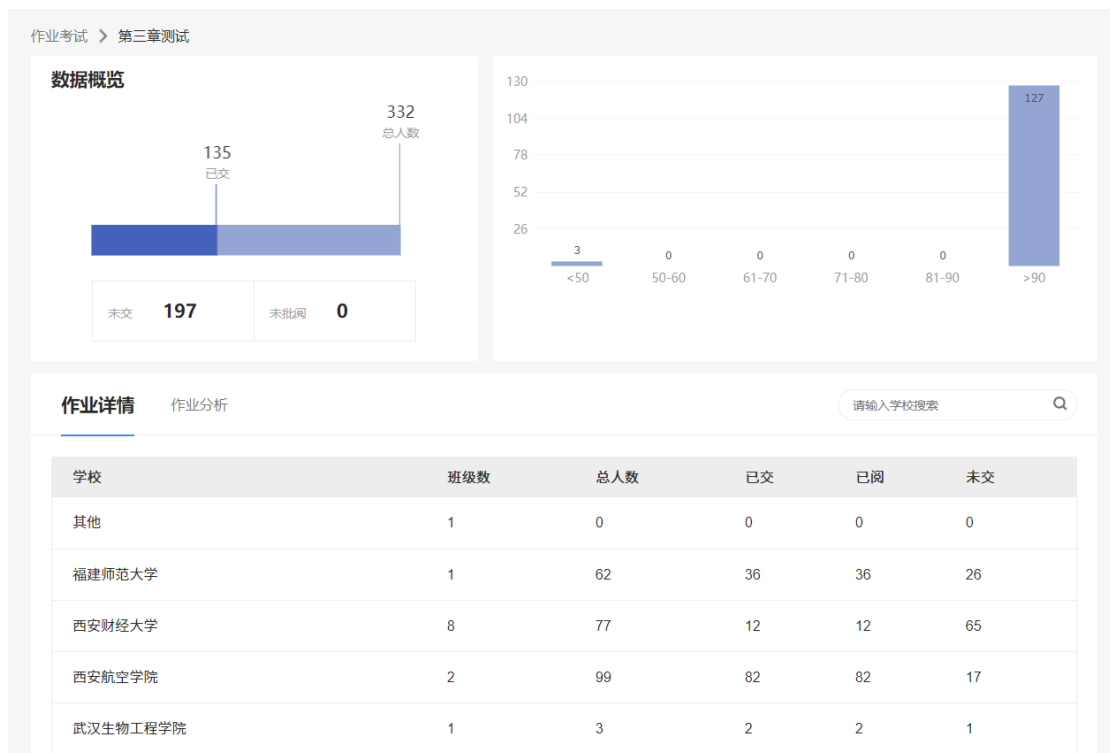 作业考试 > 第三章测试
数据概览
332
总人数
135
已交
未交 197 未批阅 0
130
104
78
52
26
3 0 0 0 0 127
<50 50-60 61-70 71-80 81-90 >90
作业详情 作业分析 请输入学校搜索
学校 班级数 总人数 已交 已阅 未交
其他 1 0 0 0 0
福建师范大学 1 62 36 36 26
西安财经大学 8 77 12 12 65
西安航空学院 2 99 82 82 17
武汉生物工程学院 1 3 2 2 1